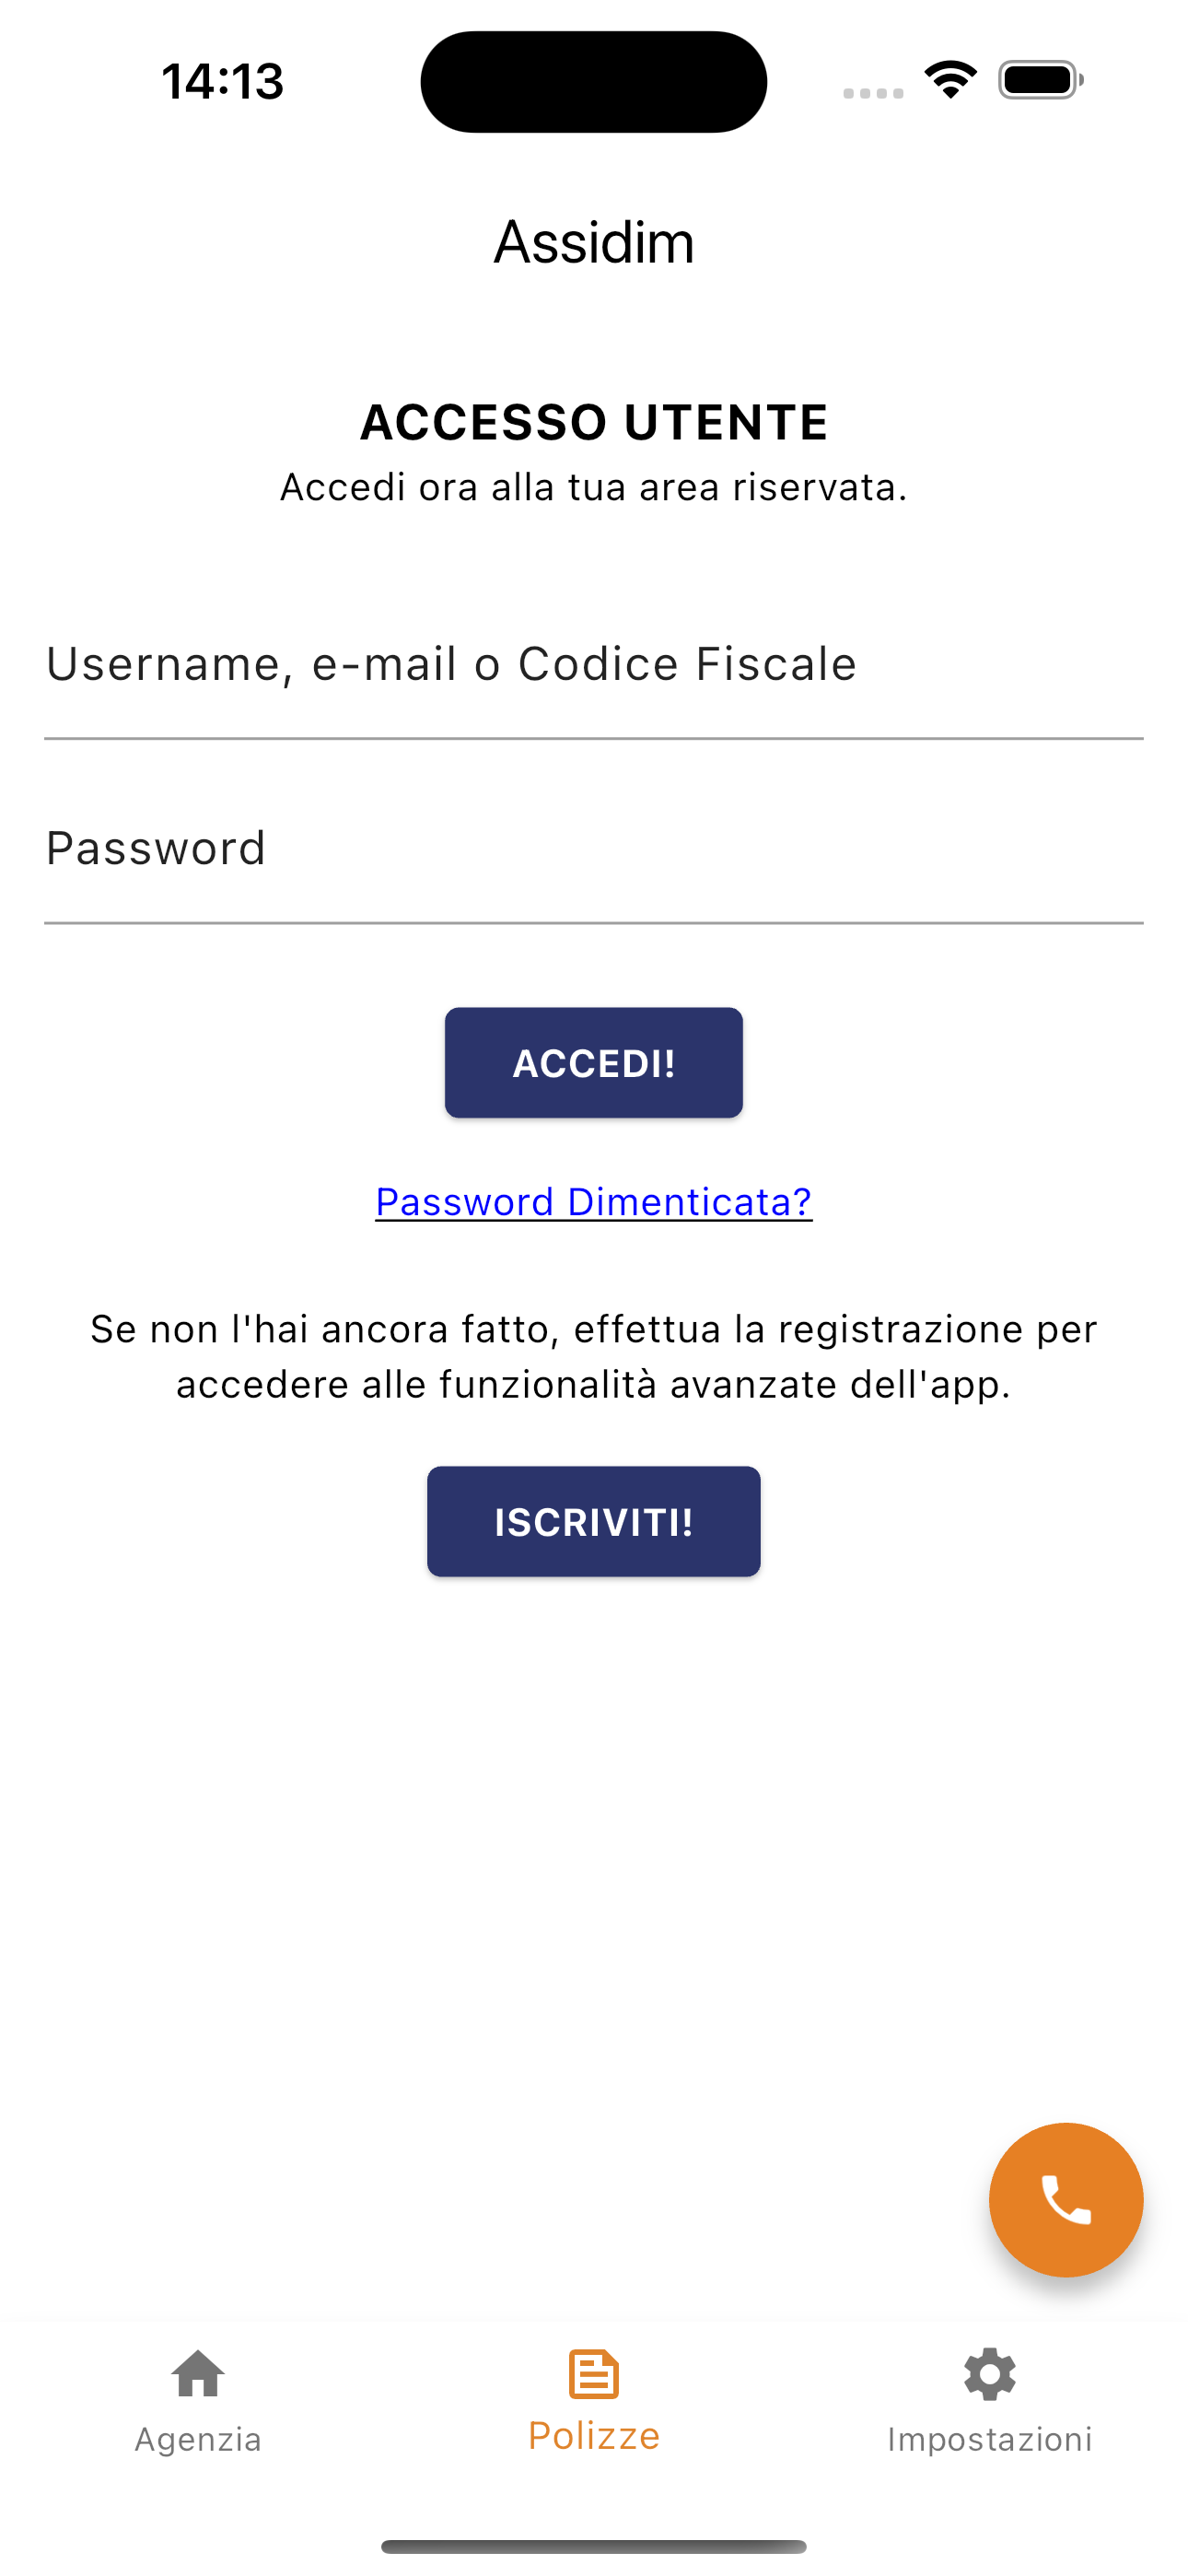 14:13
Assidim
ACCESSO UTENTE
Accedi ora alla tua area riservata.
Username, e-mail o Codice Fiscale
Password
ACCEDI!
Password Dimenticata?
Se non l'hai ancora fatto, effettua la registrazione per
accedere alle funzionalità avanzate dell'app.
ISCRIVITI!
Agenzia
Polizze
Impostazioni